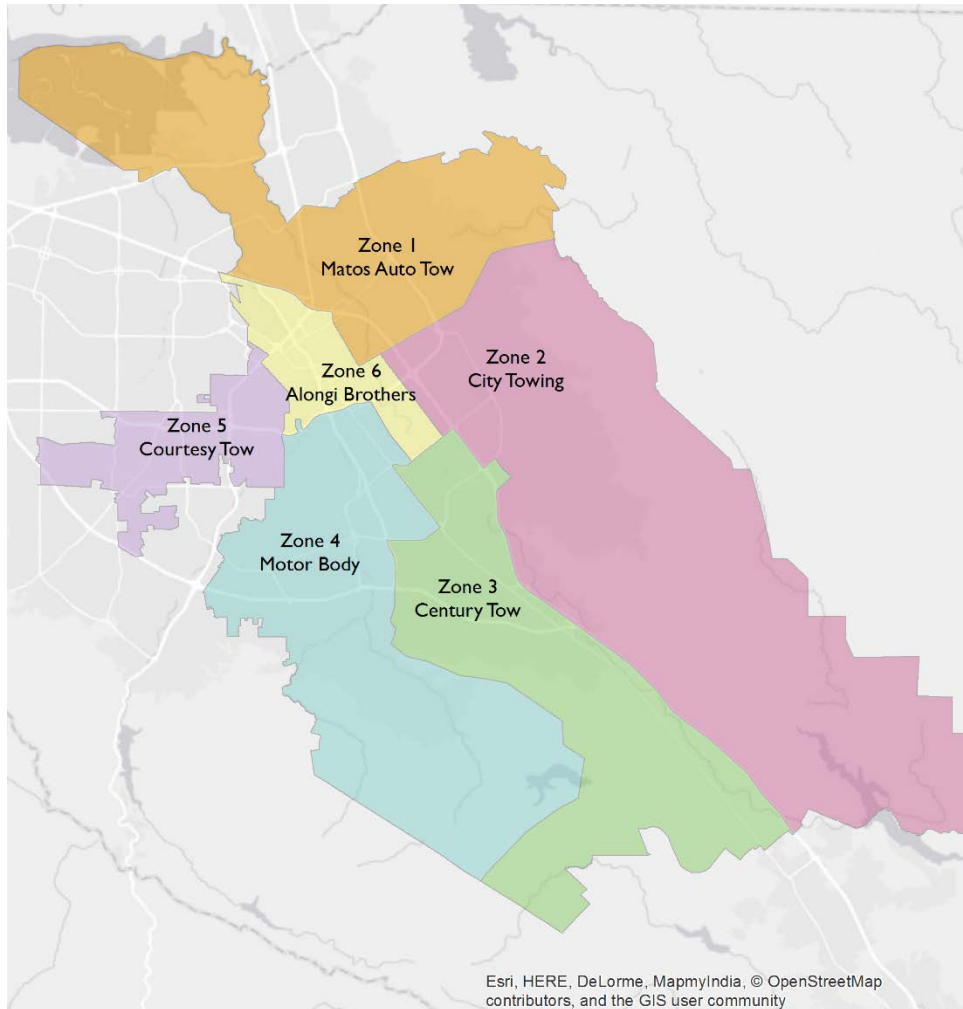 Zone 1
Matos Auto Tow
Zone 2
City Towing
Zone 6
Alongi Brothers
Zone 5
Courtesy Tow
Zone 4
Motor Body
Zone 3
Century Tow
Esri, HERE, DeLorme, MapmyIndia, © OpenStreetMap
contributors, and the GIS user community